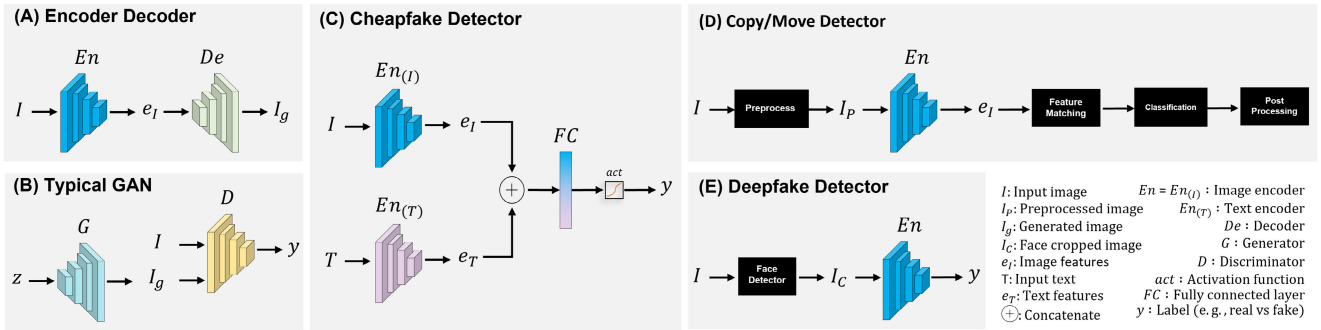 (A) Encoder Decoder
En
De
I
e_I
I_g
(B) Typical GAN
G
D
z
I
I_g
y
(C) Cheapfake Detector
En_(I)
I
e_I
FC
act
+
y
En_(T)
T
e_T
(D) Copy/Move Detector
En
I
Preprocess
I_P
e_I
Feature
Matching
Classification
Post
Processing
(E) Deepfake Detector
En
I
Face
Detector
I_C
y
I: Input image
I_P: Preprocessed image
I_g: Generated image
I_C: Face cropped image
e_I: Image features
T: Input text
e_T: Text features
⊕: Concatenate
En = En_(I) : Image encoder
En_(T) : Text encoder
De : Decoder
G : Generator
D : Discriminator
act : Activation function
FC : Fully connected layer
y : Label (e. g. , real vs fake)